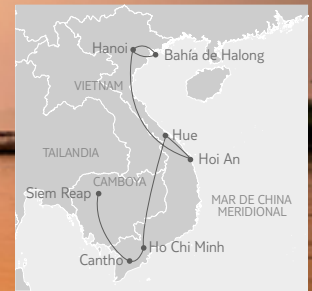 Hanoi
Bahía de Halong
VIETNAM
Hue
TAILANDIA
Hoi An
CAMBOYA
Siem Reap
MAR DE CHINA
MERIDIONAL
Ho Chi Minh
Cantho